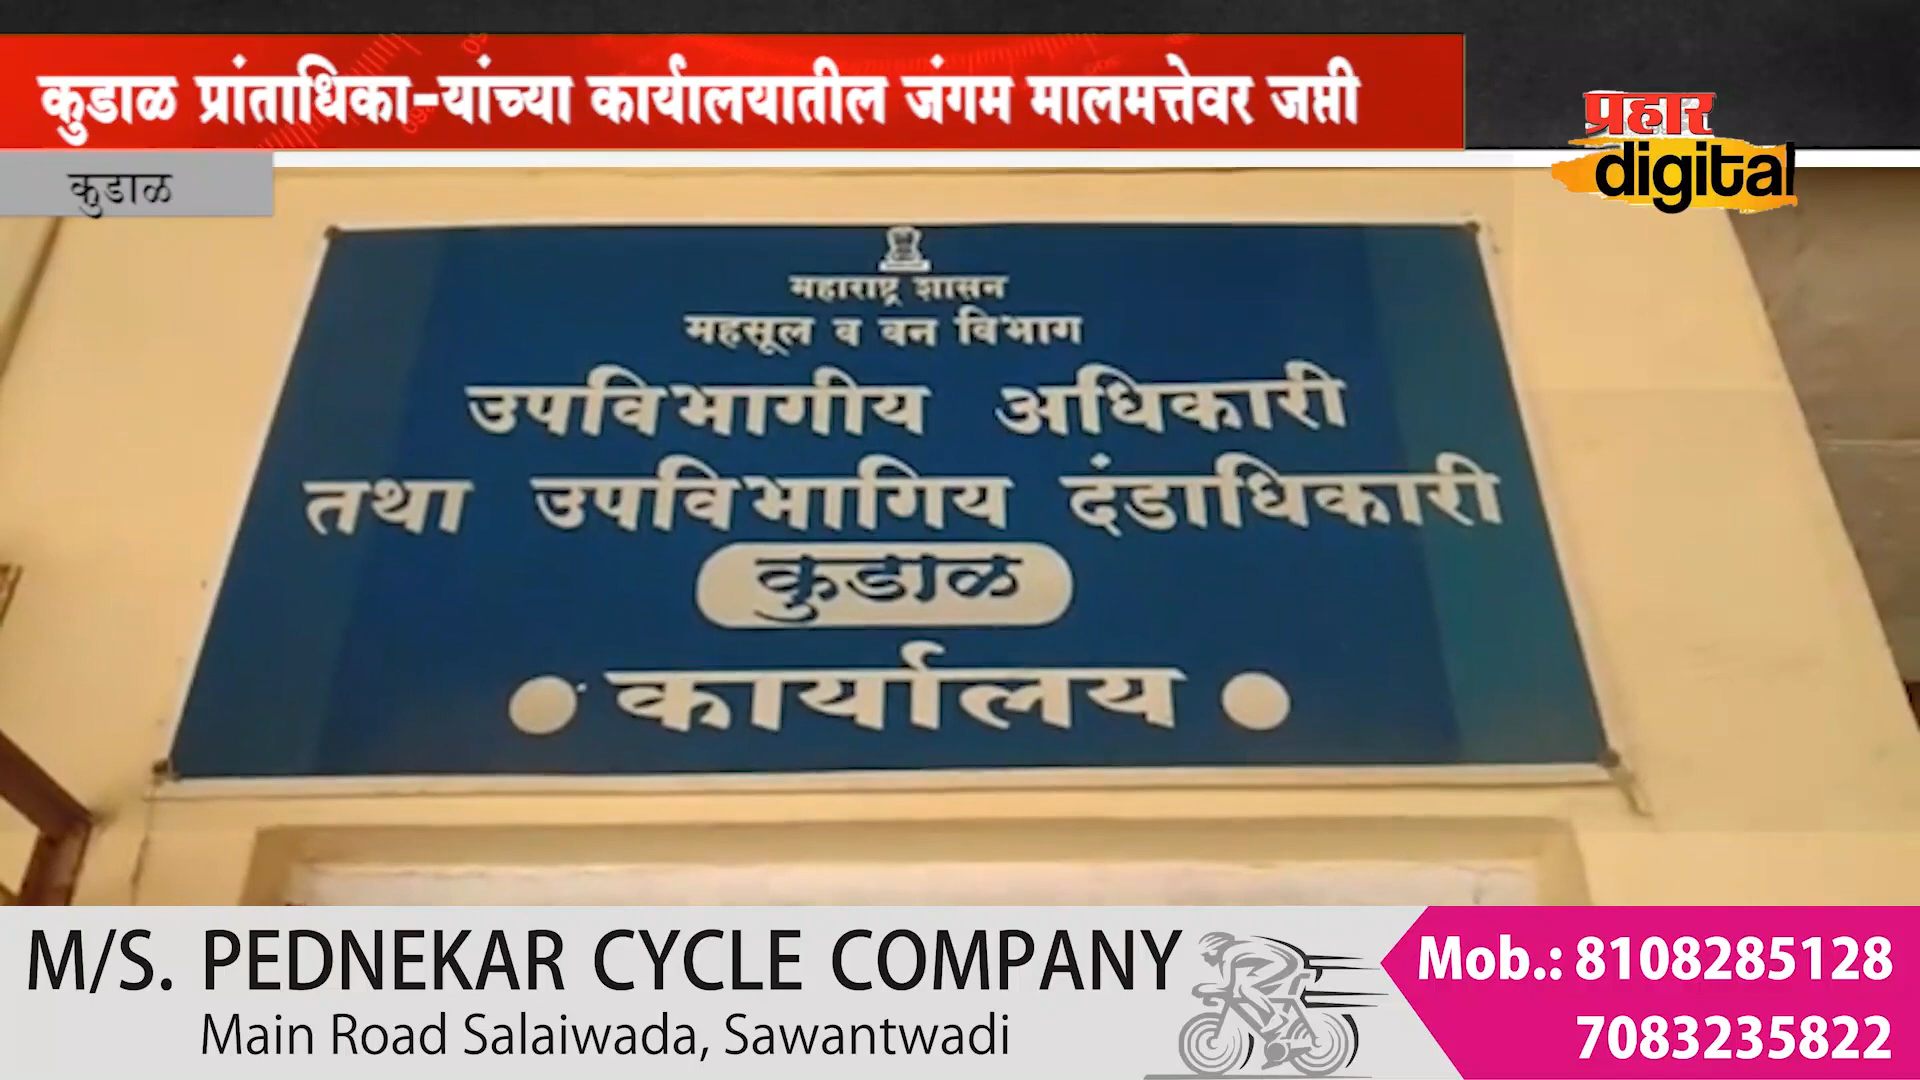 कुडाळ प्रांताधिका-यांच्या कार्यालयातील जंगम मालमत्तेवर जप्ती
प्रहार
digital
कुडाळ
महाराष्ट्र शासन
महसूल व वन विभाग
उपविभागीय अधिकारी
तथा उपविभागिय दंडाधिकारी
कुडाळ
• कार्यालय •
M/S. PEDNEKAR CYCLE COMPANY
Main Road Salaiwada, Sawantwadi
Mob.: 8108285128
7083235822